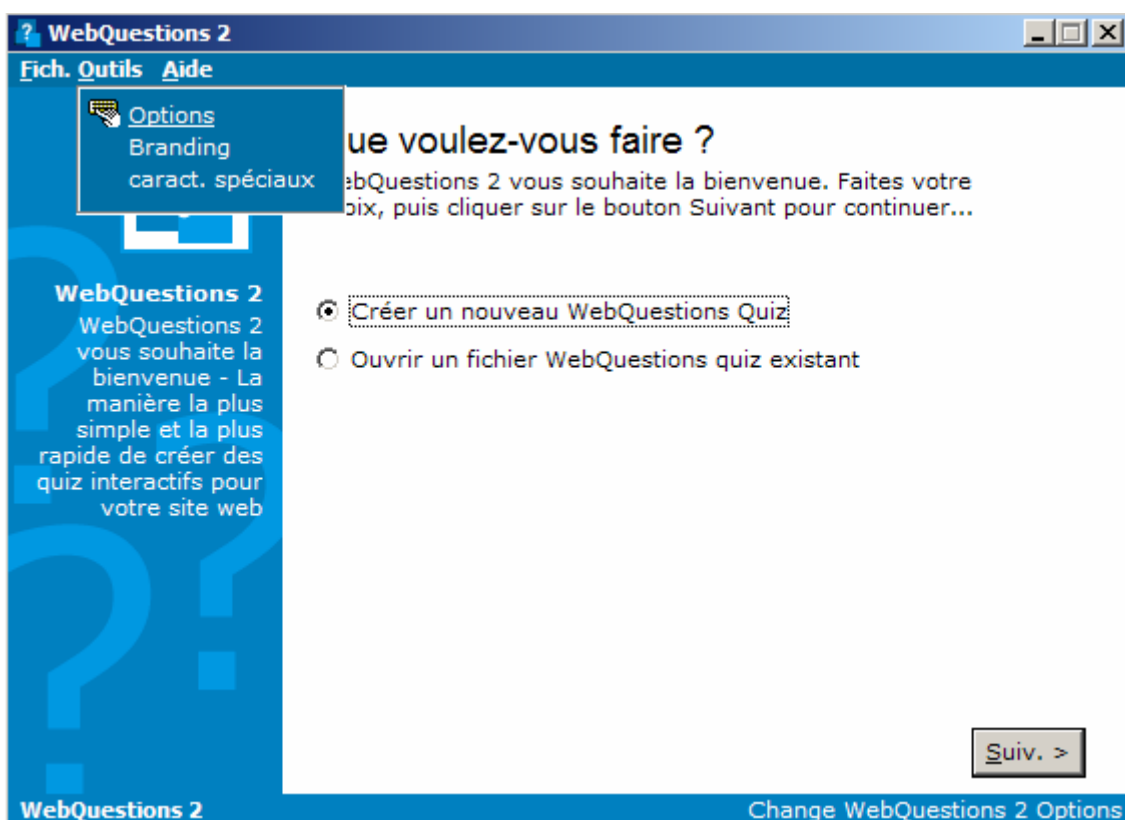 WebQuestions 2
Fich. Outils Aide
Options
Branding
caract. spéciaux
ue voulez-vous faire ?
ebQuestions 2 vous souhaite la bienvenue. Faites votre
oix, puis cliquer sur le bouton Suivant pour continuer...
WebQuestions 2
WebQuestions 2
vous souhaite la
bienvenue - La
manière la plus
simple et la plus
rapide de créer des
quiz interactifs pour
votre site web
Créer un nouveau WebQuestions Quiz
Ouvrir un fichier WebQuestions quiz existant
Suiv. >
WebQuestions 2
Change WebQuestions 2 Options